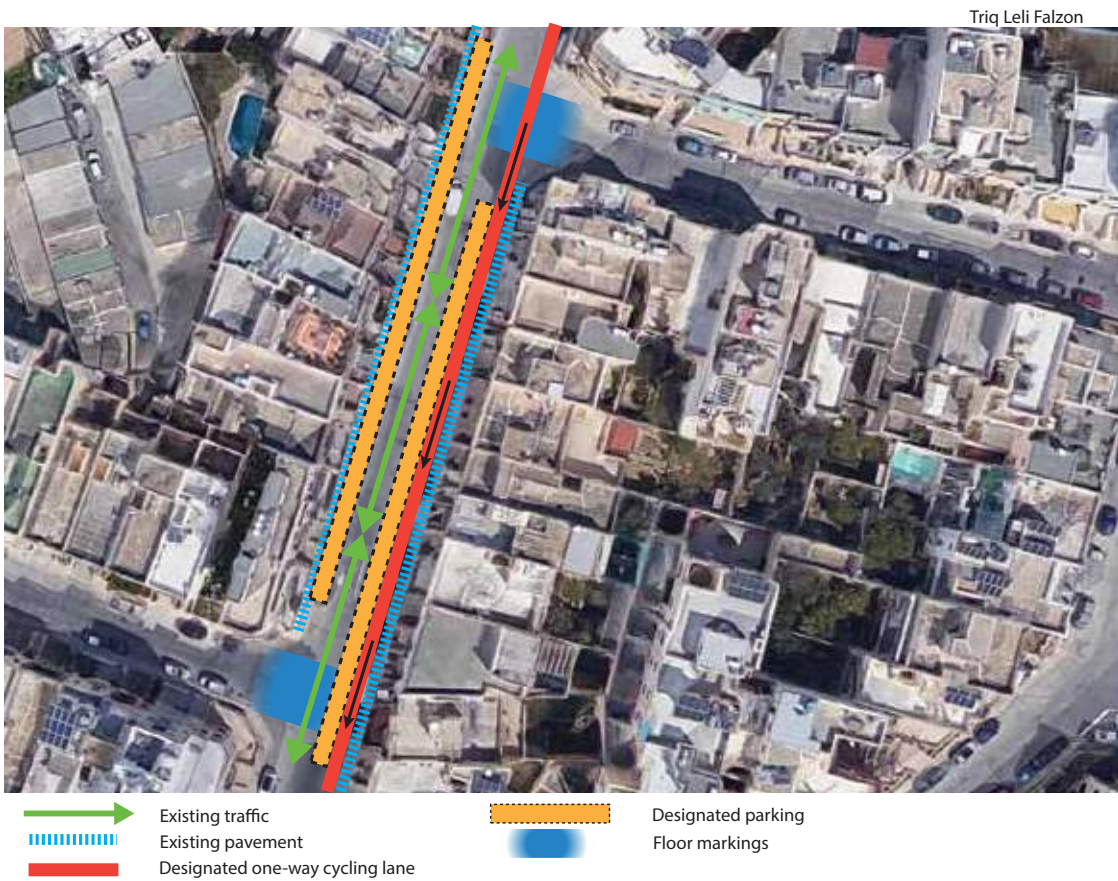 Triq Leli Falzon
Existing traffic
Existing pavement
Designated one-way cycling lane
Designated parking
Floor markings